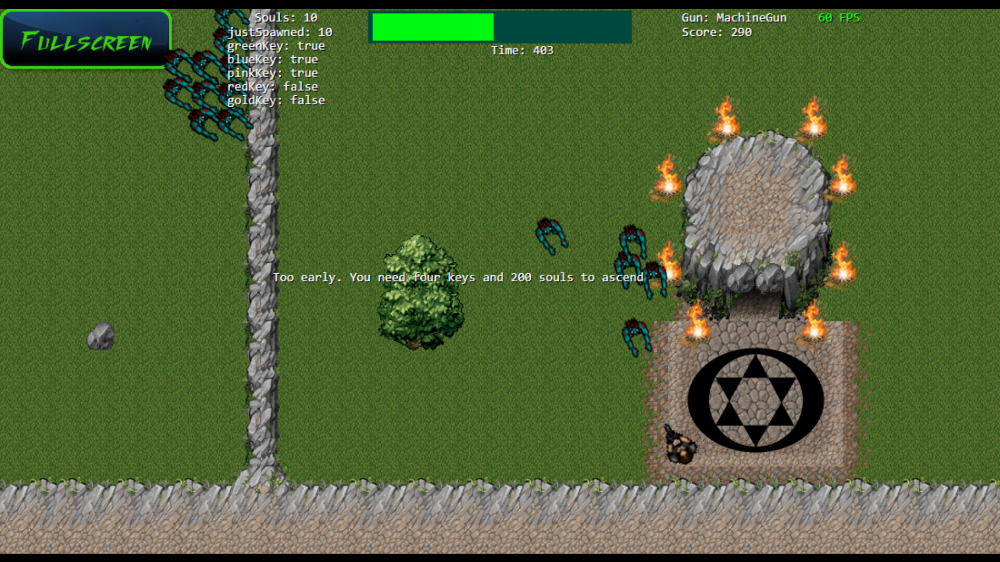 Fullscreen
Souls: 10
justSpawned: 10
greenKey: true
blueKey: true
pinkKey: true
redKey: false
goldKey: false
Time: 403
Gun: MachineGun
60 FPS
Score: 290
Too early. You need four keys and 200 souls to ascend